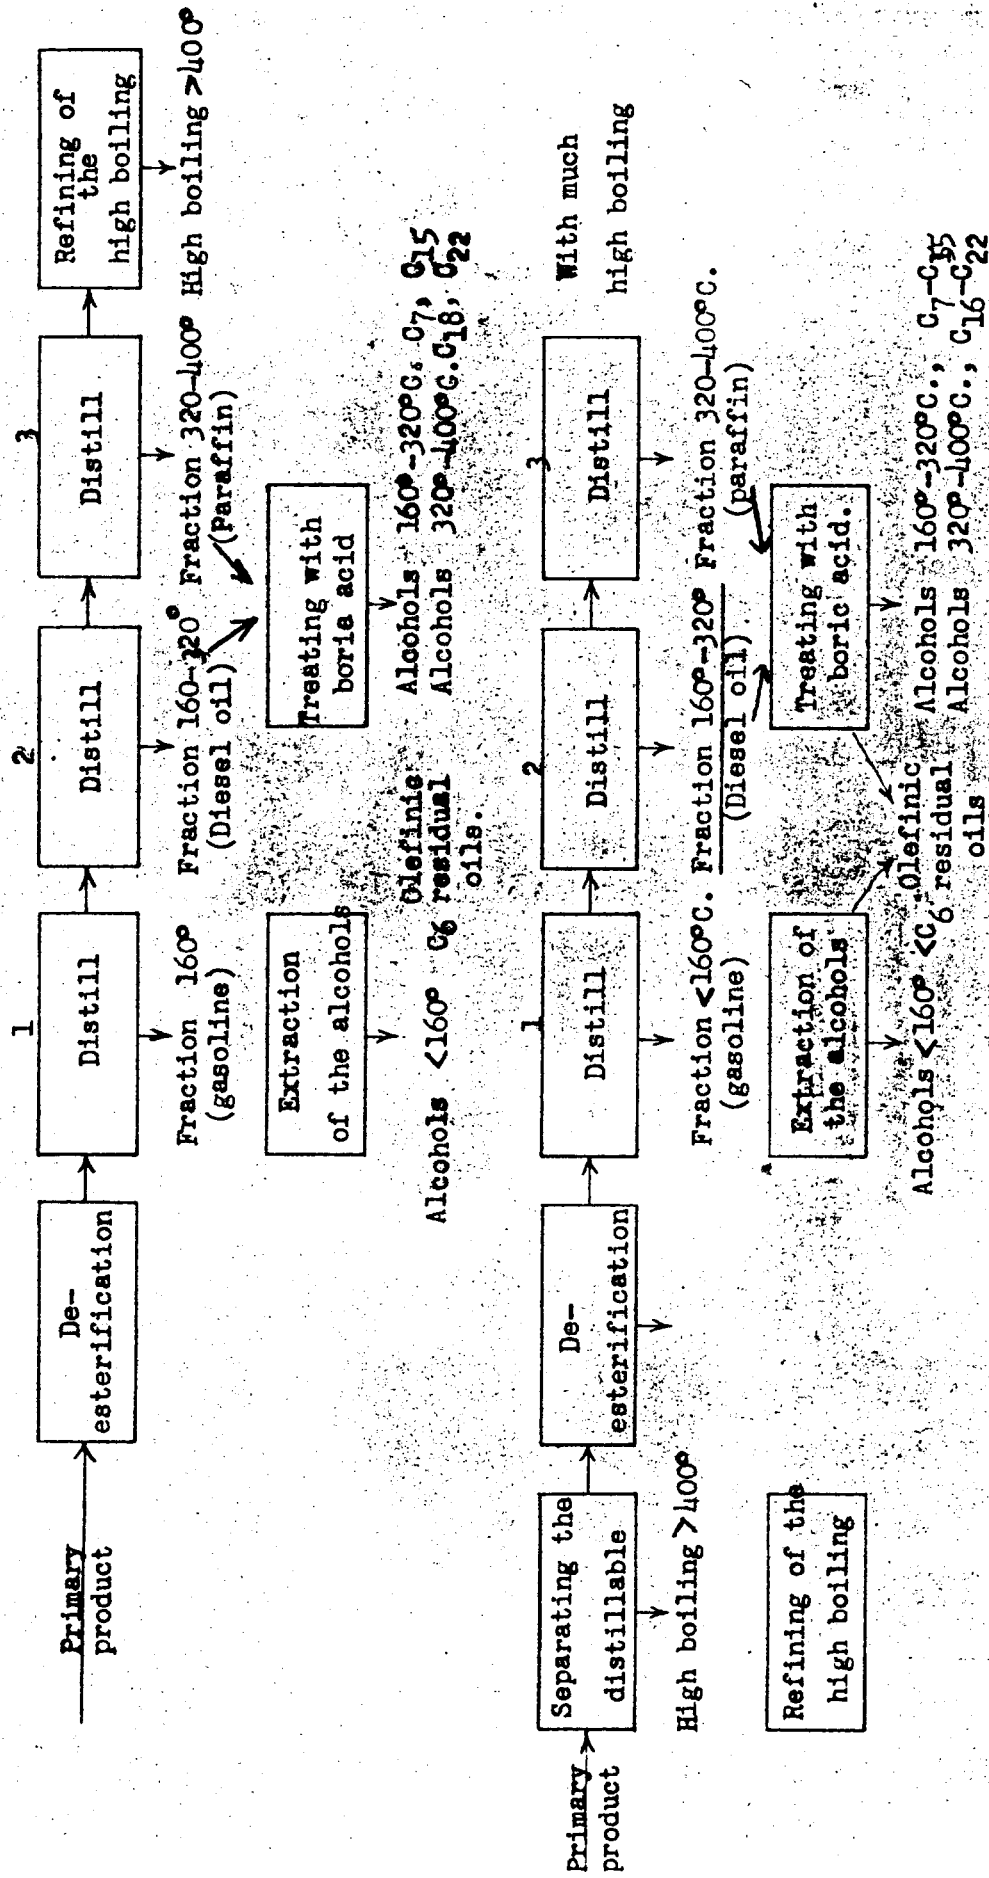 Primary
product
De-
esterification
1
Distill
2
Distill
3
Distill
Refining of
the
high boiling
Fraction 160°
(gasoline)
Fraction 160-320°
(Diesel oil)
Fraction 320-400°
(Paraffin)
High boiling >400°
Extraction
of the alcohols
Treating with
boria acid
Alcohols <160° C6
Olefinic
residual
oils.
Alcohols 160°-320°C. C7, C15
Alcohols 320°-400°C. C18, C22
Primary
product
Separating the
distillable
De-
esterification
1
Distill
2
Distill
3
Distill
With much
high boiling
High boiling >400°
Fraction <160°C.
(gasoline)
Fraction 160°-320°
(Diesel oil)
Fraction 320-400°C.
(paraffin)
Refining of the
high boiling
Extraction of
the alcohols
Treating with
boric acid.
Alcohols <160° <C6
Olefinic
residual
oils
Alcohols 160°-320°C., C7-C15
Alcohols 320°-400°C., C16-C22